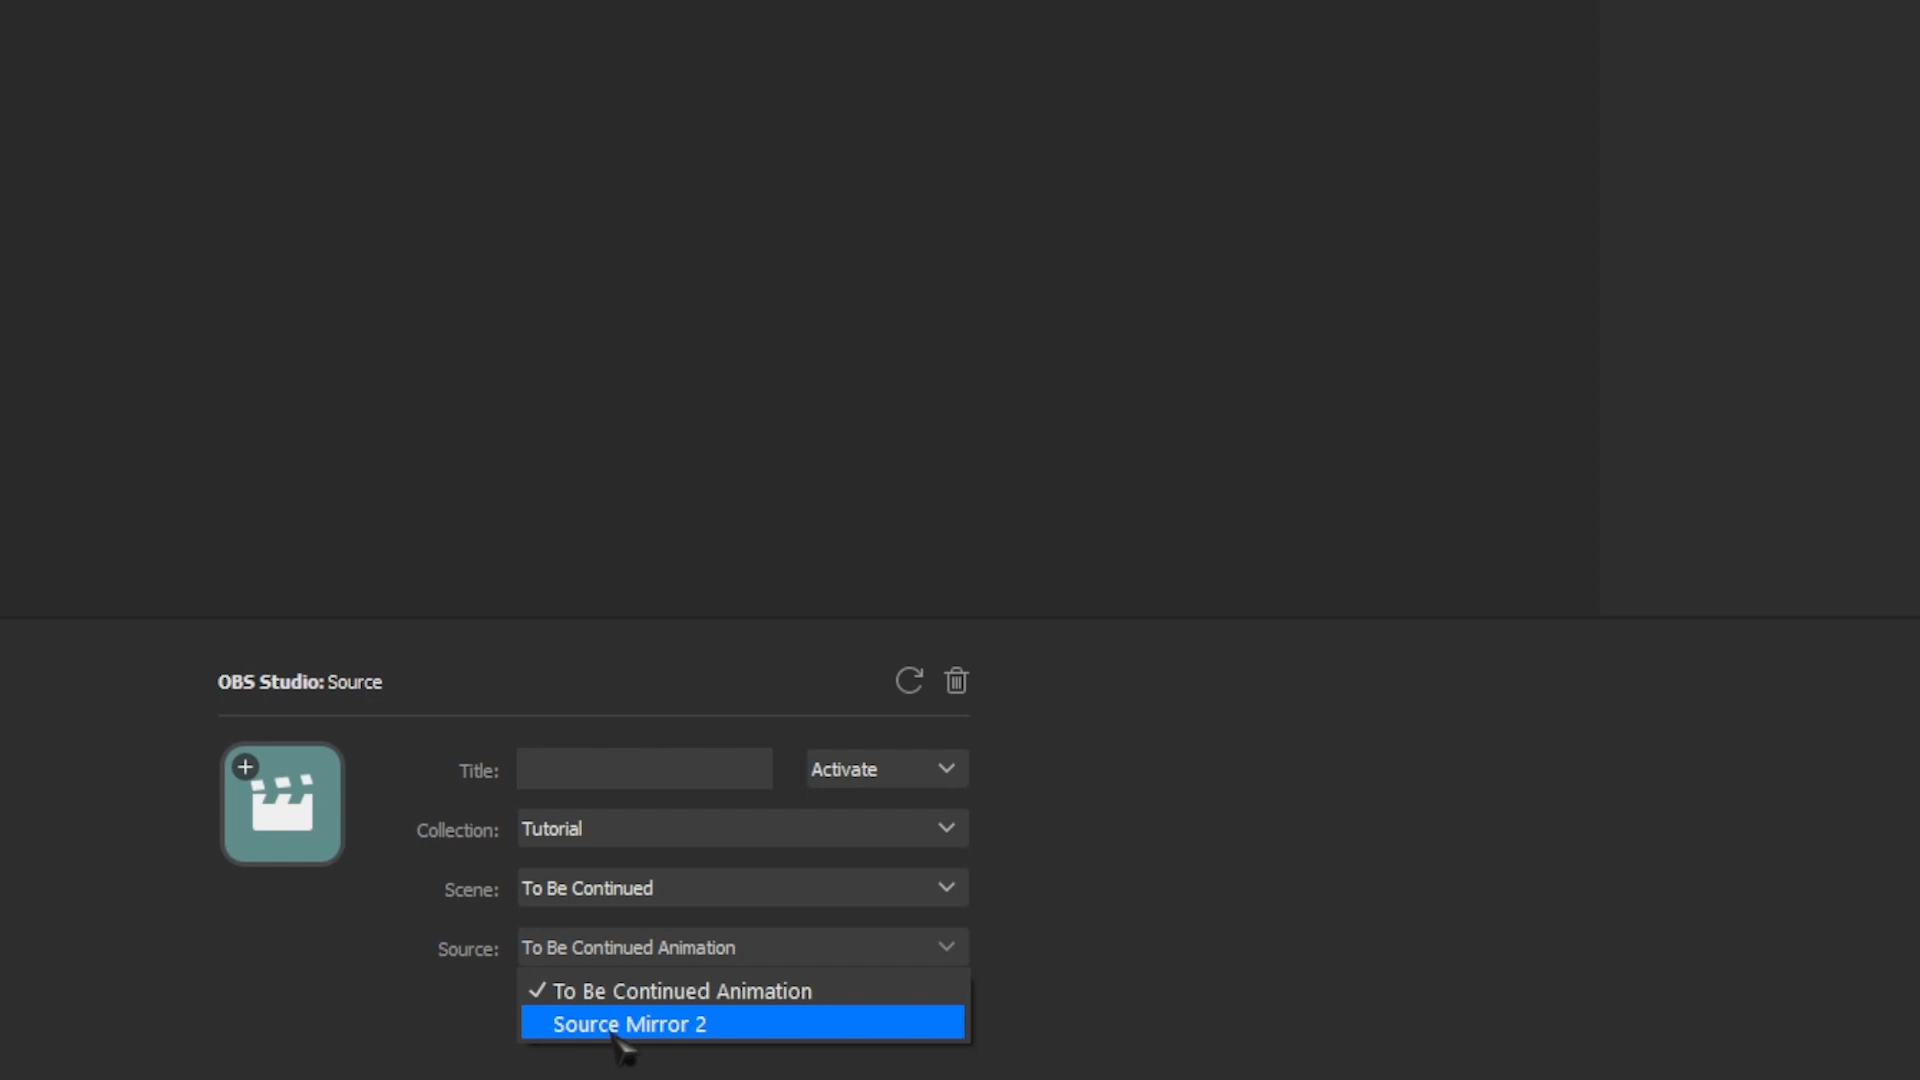 OBS Studio: Source
Title:
Activate
Collection:
Tutorial
Scene:
To Be Continued
Source:
To Be Continued Animation
To Be Continued Animation
Source Mirror 2